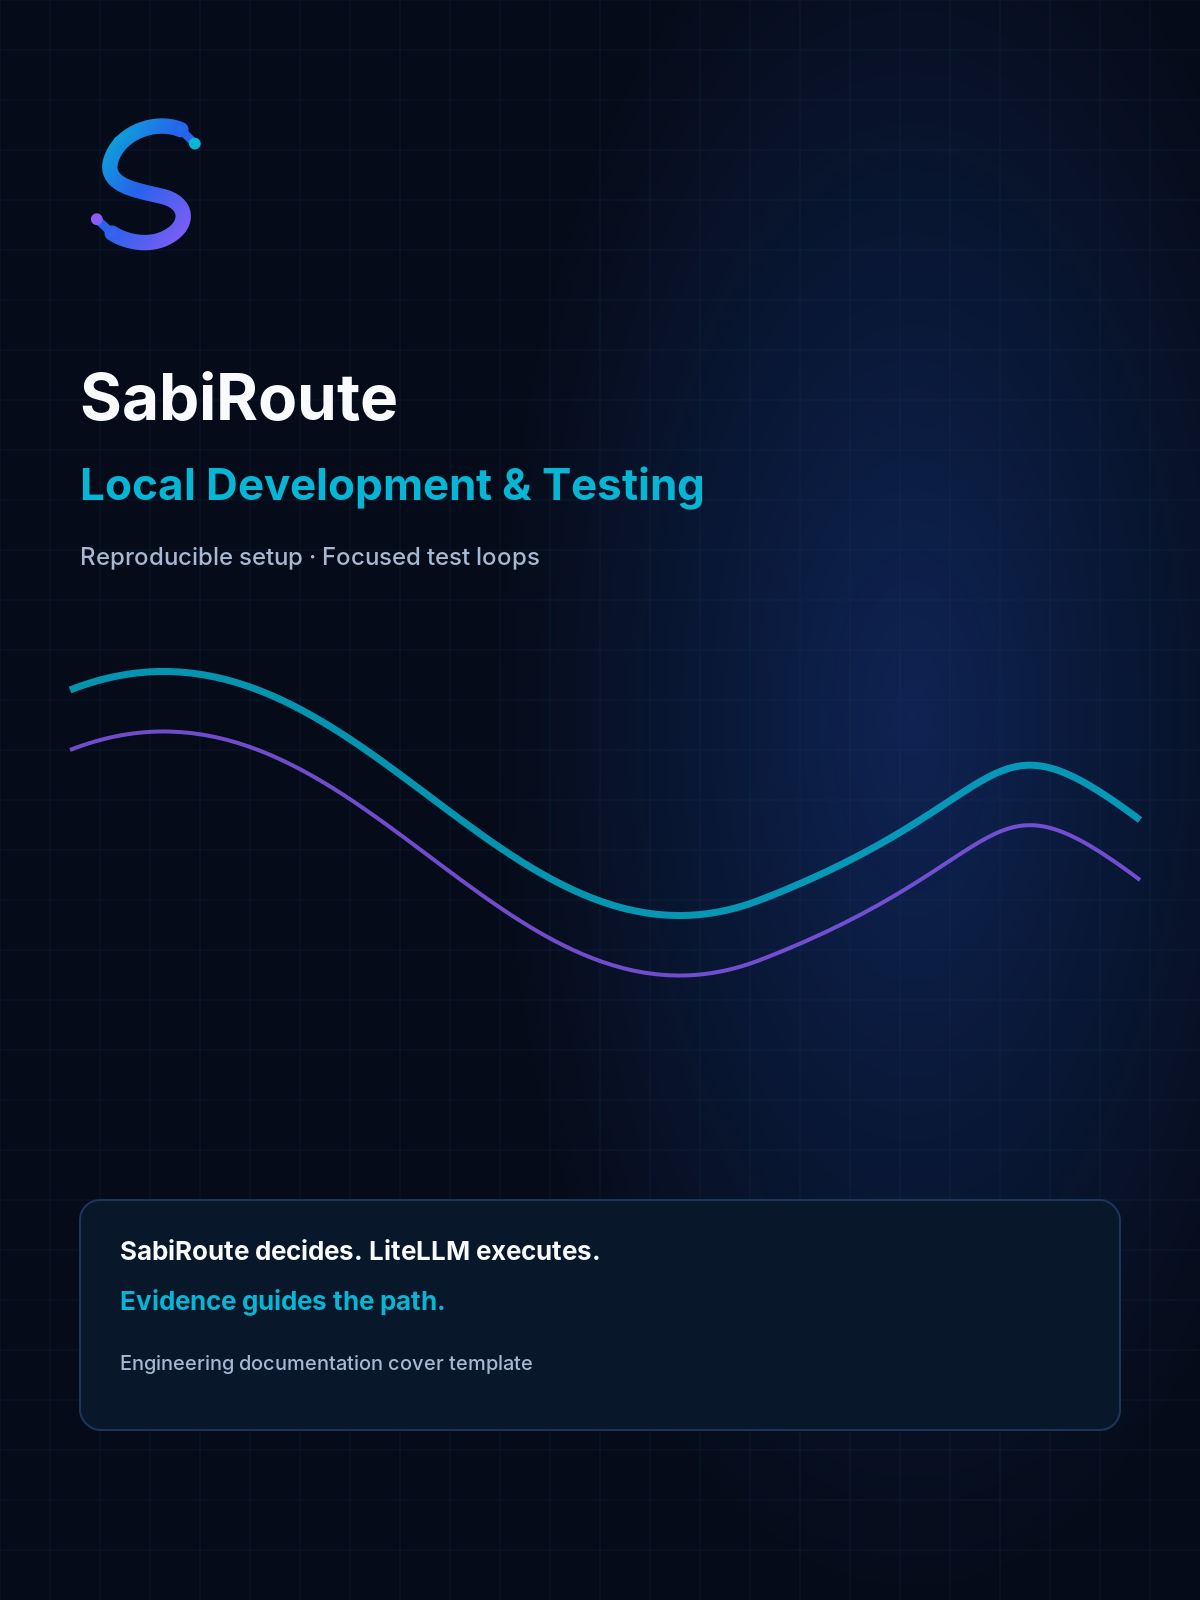 SabiRoute
Local Development & Testing
Reproducible setup · Focused test loops
SabiRoute decides. LiteLLM executes.
Evidence guides the path.
Engineering documentation cover template